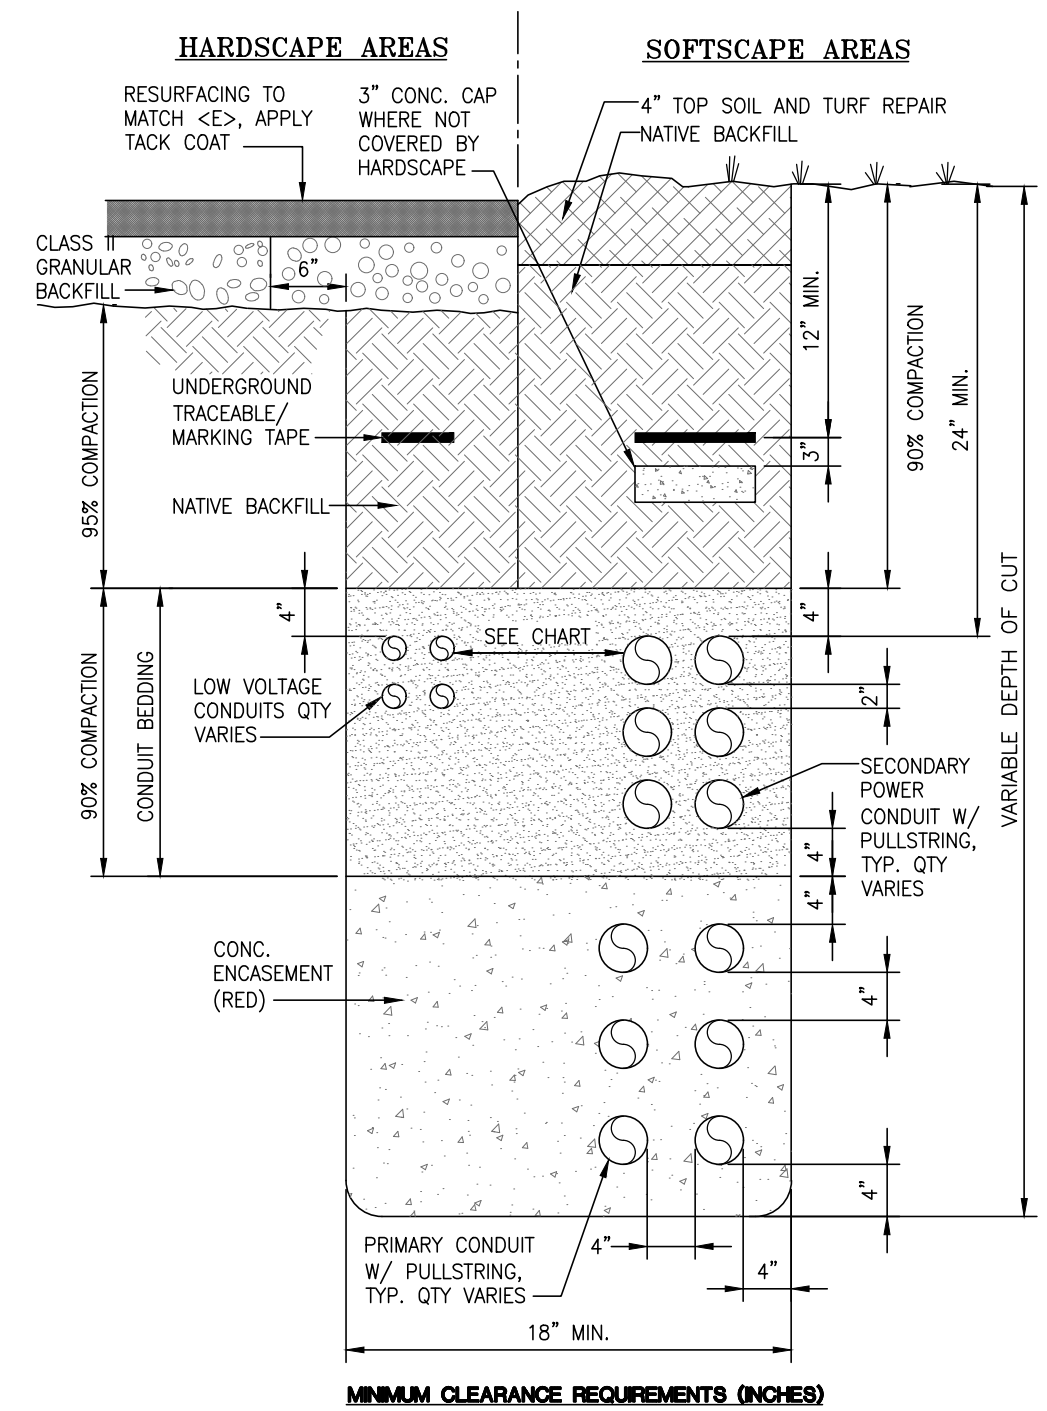 HARDSCAPE AREAS
SOFTSCAPE AREAS
RESURFACING TO
MATCH <E>, APPLY
TACK COAT
3" CONC. CAP
WHERE NOT
COVERED BY
HARDSCAPE
4" TOP SOIL AND TURF REPAIR
NATIVE BACKFILL
CLASS II
GRANULAR
BACKFILL
6"
12" MIN.
90% COMPACTION
24" MIN.
3"
UNDERGROUND
TRACEABLE/
MARKING TAPE
95% COMPACTION
NATIVE BACKFILL
VARIABLE DEPTH OF CUT
4"
4"
SEE CHART
2"
90% COMPACTION
CONDUIT BEDDING
LOW VOLTAGE
CONDUITS QTY
VARIES
SECONDARY
POWER
CONDUIT W/
PULLSTRING,
TYP. QTY
VARIES
4"
4"
CONC.
ENCASEMENT
(RED)
4"
4"
PRIMARY CONDUIT
W/ PULLSTRING,
TYP. QTY VARIES
4"
4"
18" MIN.
MINIMUM CLEARANCE REQUIREMENTS (INCHES)